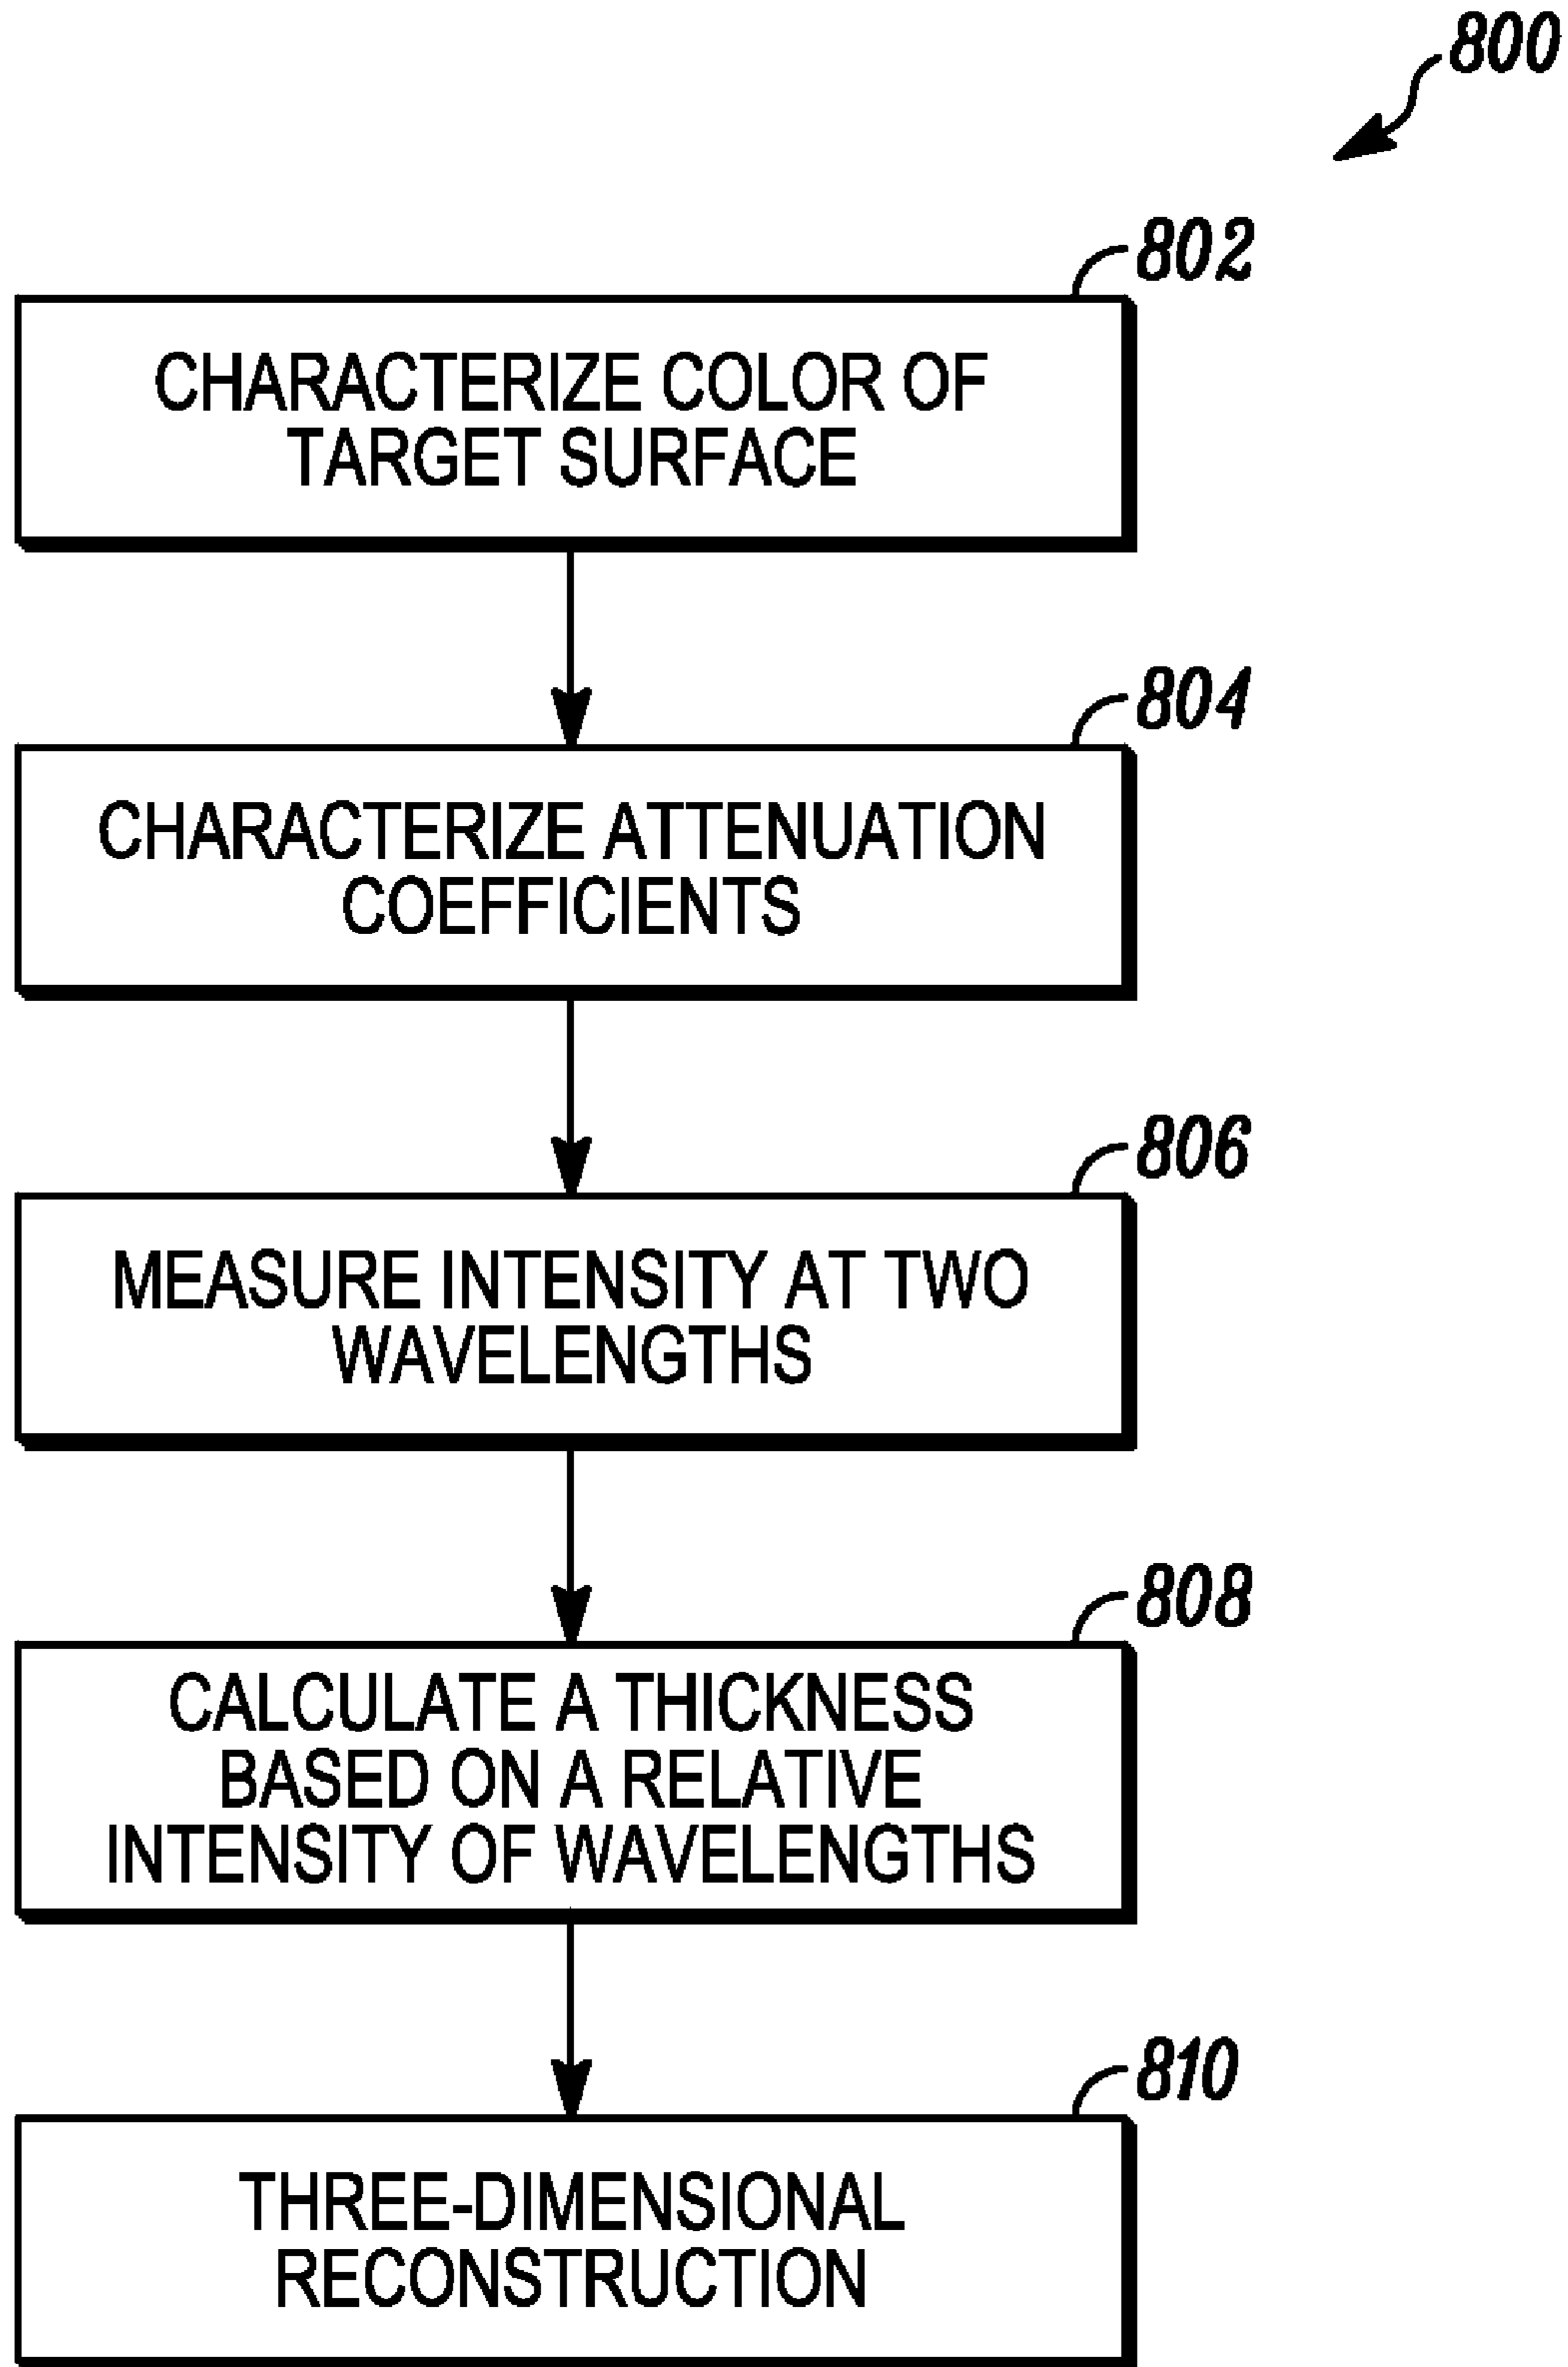 800
802
CHARACTERIZE COLOR OF
TARGET SURFACE
804
CHARACTERIZE ATTENUATION
COEFFICIENTS
806
MEASURE INTENSITY AT TWO
WAVELENGTHS
808
CALCULATE A THICKNESS
BASED ON A RELATIVE
INTENSITY OF WAVELENGTHS
810
THREE-DIMENSIONAL
RECONSTRUCTION